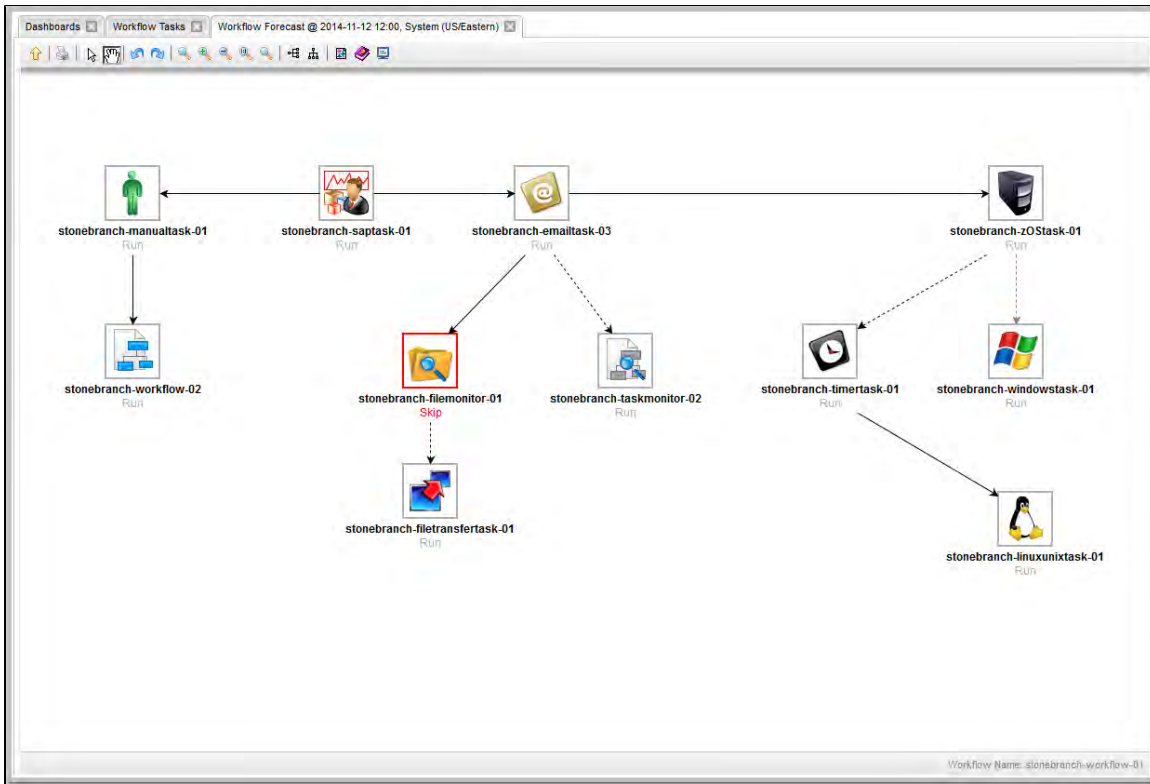 Dashboards
Workflow Tasks
Workflow Forecast @ 2014-11-12 12:00, System (US/Eastern)
stonebranch-manualtask-01
Run
stonebranch-saptask-01
Run
stonebranch-emailtask-03
Run
stonebranch-zOStask-01
Run
stonebranch-workflow-02
Run
stonebranch-filemonitor-01
Skip
stonebranch-taskmonitor-02
Run
stonebranch-timertask-01
Run
stonebranch-windowstask-01
Run
stonebranch-filetransfertask-01
Run
stonebranch-linuxunixtask-01
Run
Workflow Name: stonebranch-workflow-01